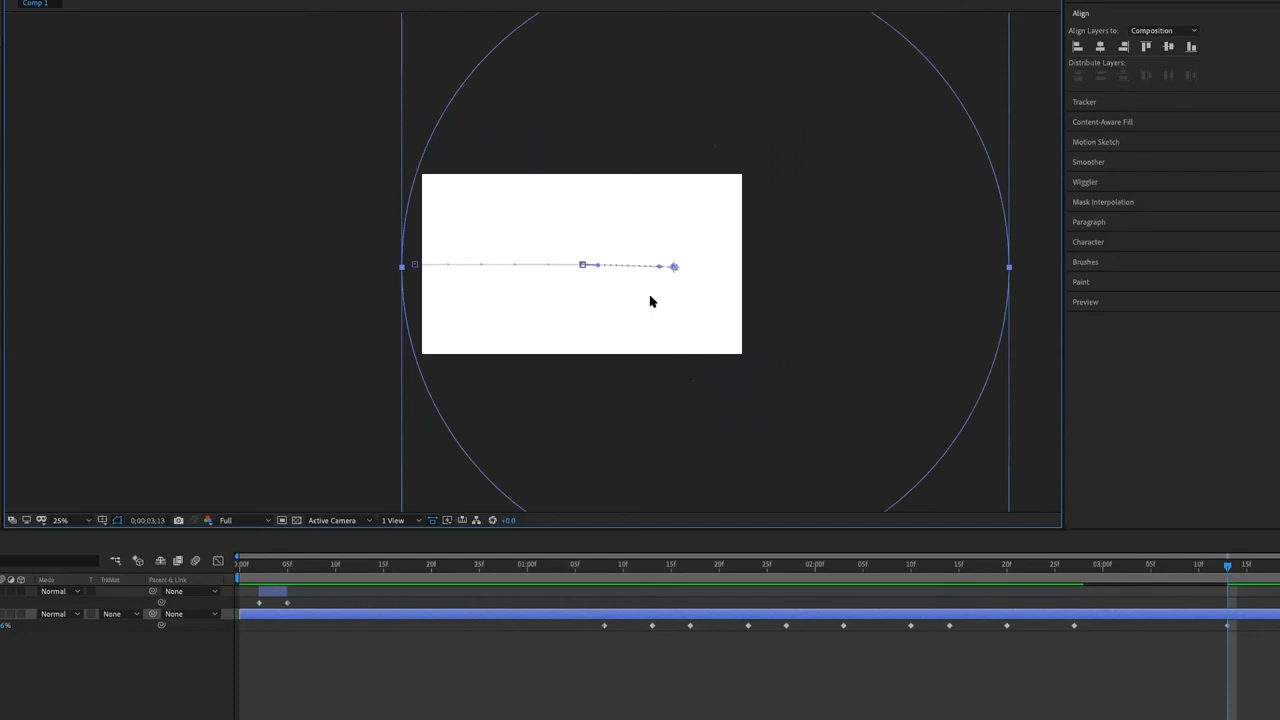 Comp 1
Align
Align Layers to: Composition
Distribute Layers:
Tracker
Content-Aware Fill
Motion Sketch
Smoother
Wiggler
Mask Interpolation
Paragraph
Character
Brushes
Paint
Preview
25% 0;00;03;13 Full Active Camera 1 View +0.0
0:00f 05f 10f 15f 20f 25f 01:00f 05f 10f 15f 20f 25f 02:00f 05f 10f 15f 20f 25f 03:00f 05f 10f 15f
Mode T TrkMat Parent & Link
Normal None
Normal None None
6%